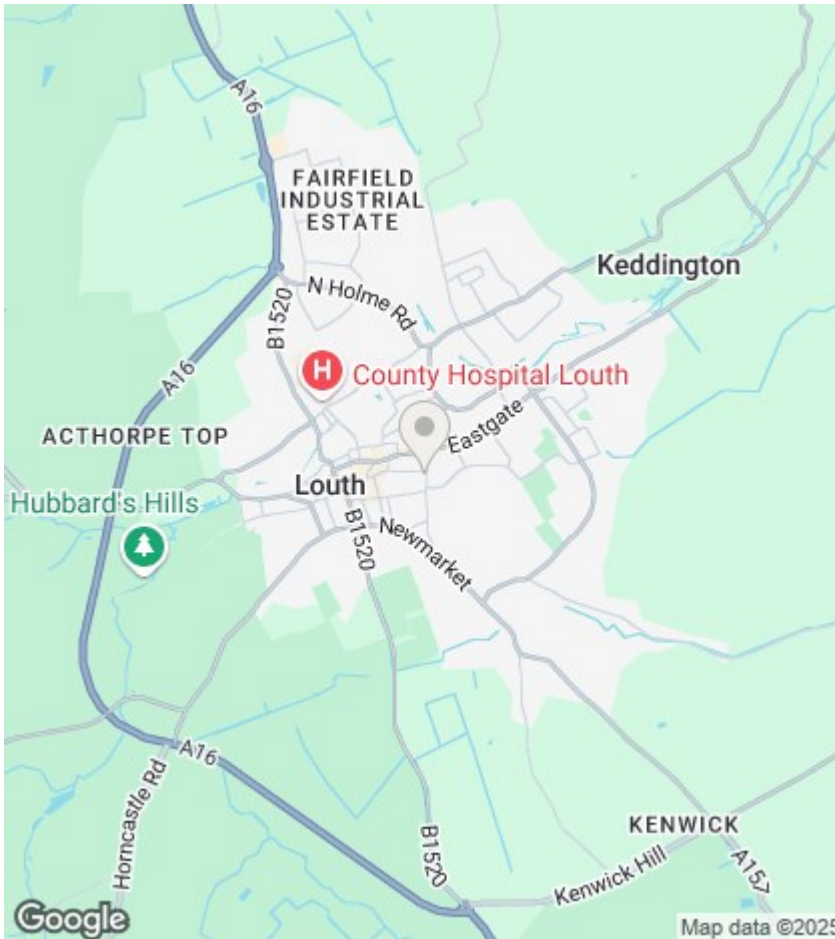 A16
FAIRFIELD
INDUSTRIAL
ESTATE
Keddington
N Holme Rd
B1520
A16
H
County Hospital Louth
Eastgate
ACTHORPE TOP
Louth
Hubbard's Hills
B1520
Newmarket
A16
Horncastle Rd
KENWICK
B1520
Kenwick Hill
A157
Google
Map data ©2025